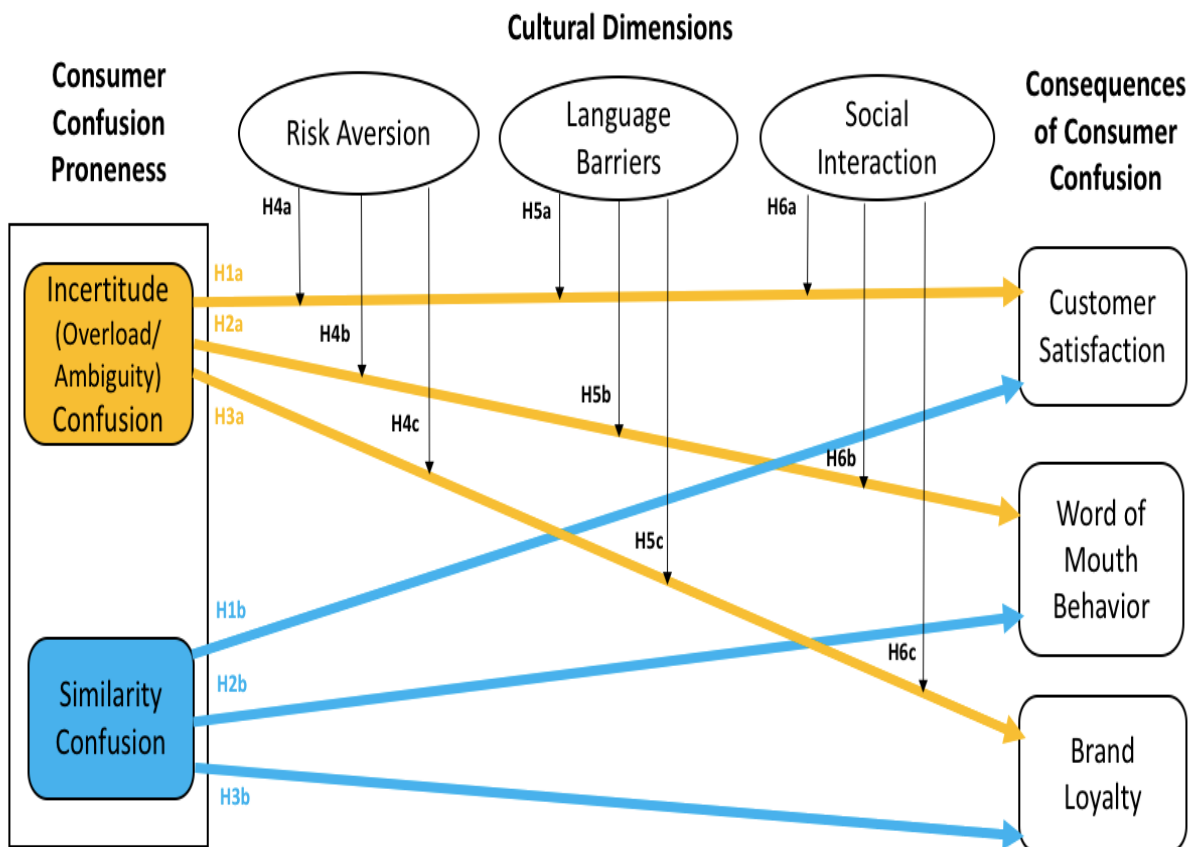 Cultural Dimensions
Consumer
Confusion
Proneness
Risk Aversion
Language
Barriers
Social
Interaction
Consequences
of Consumer
Confusion
H4a
H5a
H6a
H1a
H2a
H3a
H4b
H4c
H5b
H5c
H6b
H6c
Incertitude
(Overload/
Ambiguity)
Confusion
Customer
Satisfaction
Word of
Mouth
Behavior
H1b
H2b
H3b
Similarity
Confusion
Brand
Loyalty